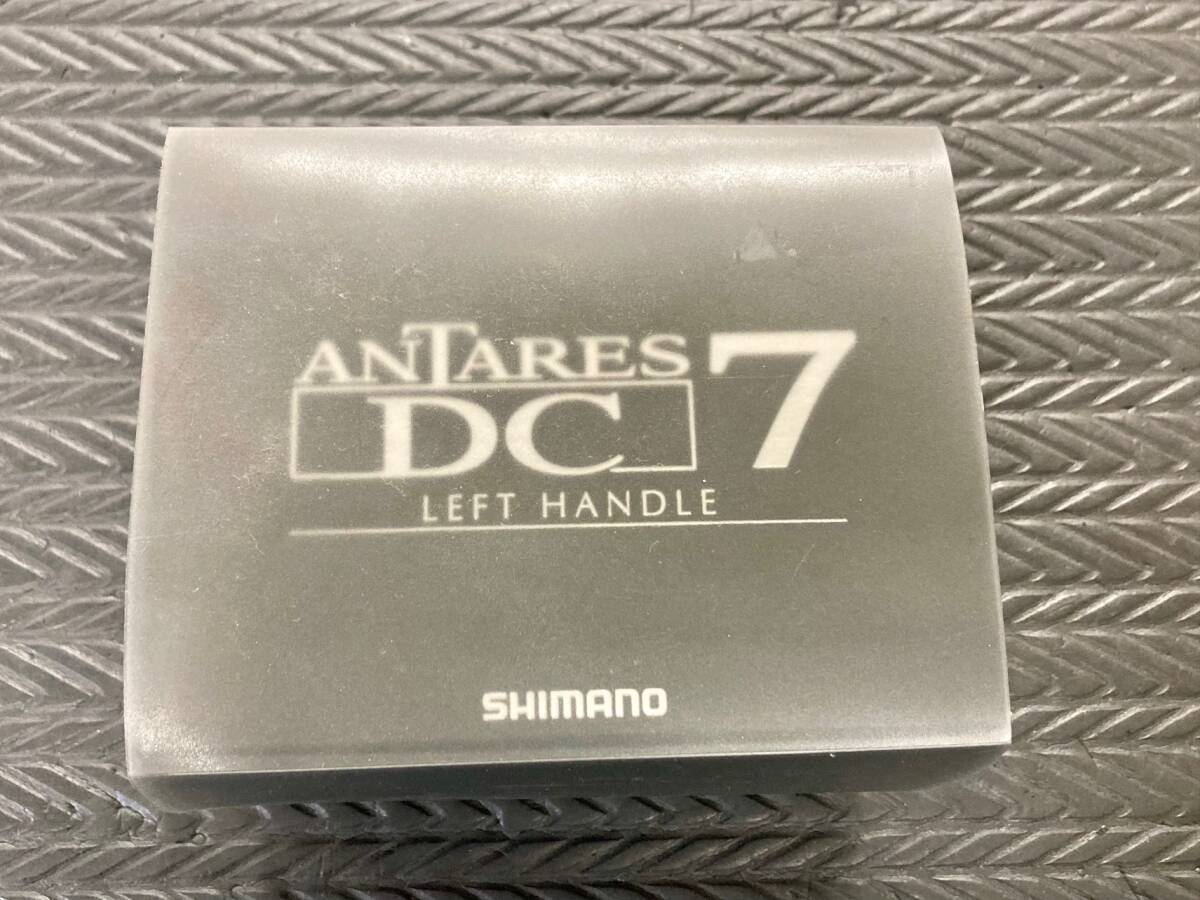 ANTARES 7
DC
LEFT HANDLE
SHIMANO